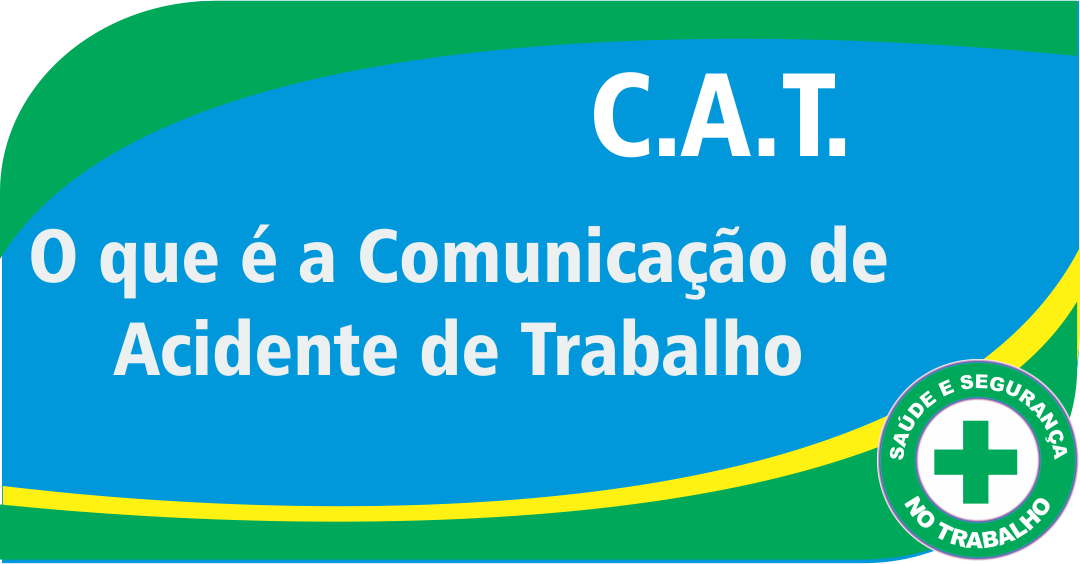 C.A.T.
O que é a Comunicação de
Acidente de Trabalho
SAÚDE E SEGURANÇA
NO TRABALHO